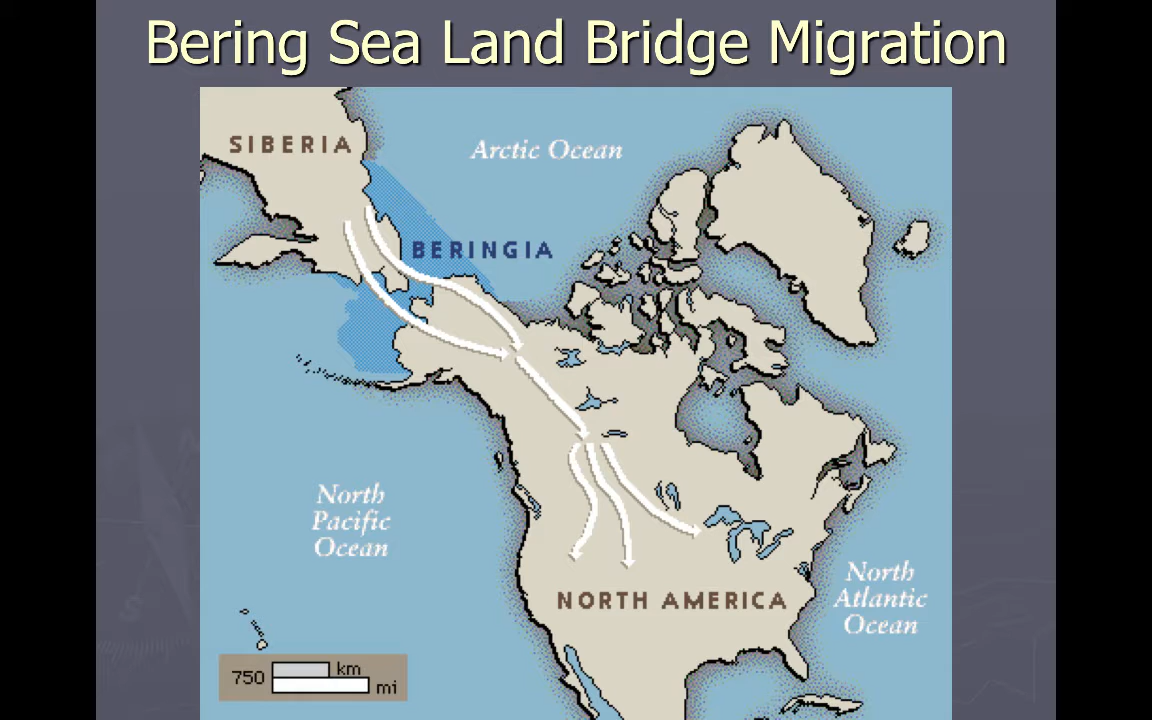 Bering Sea Land Bridge Migration
SIBERIA
Arctic Ocean
BERINGIA
North
Pacific
Ocean
NORTH AMERICA
North
Atlantic
Ocean
750 km
mi